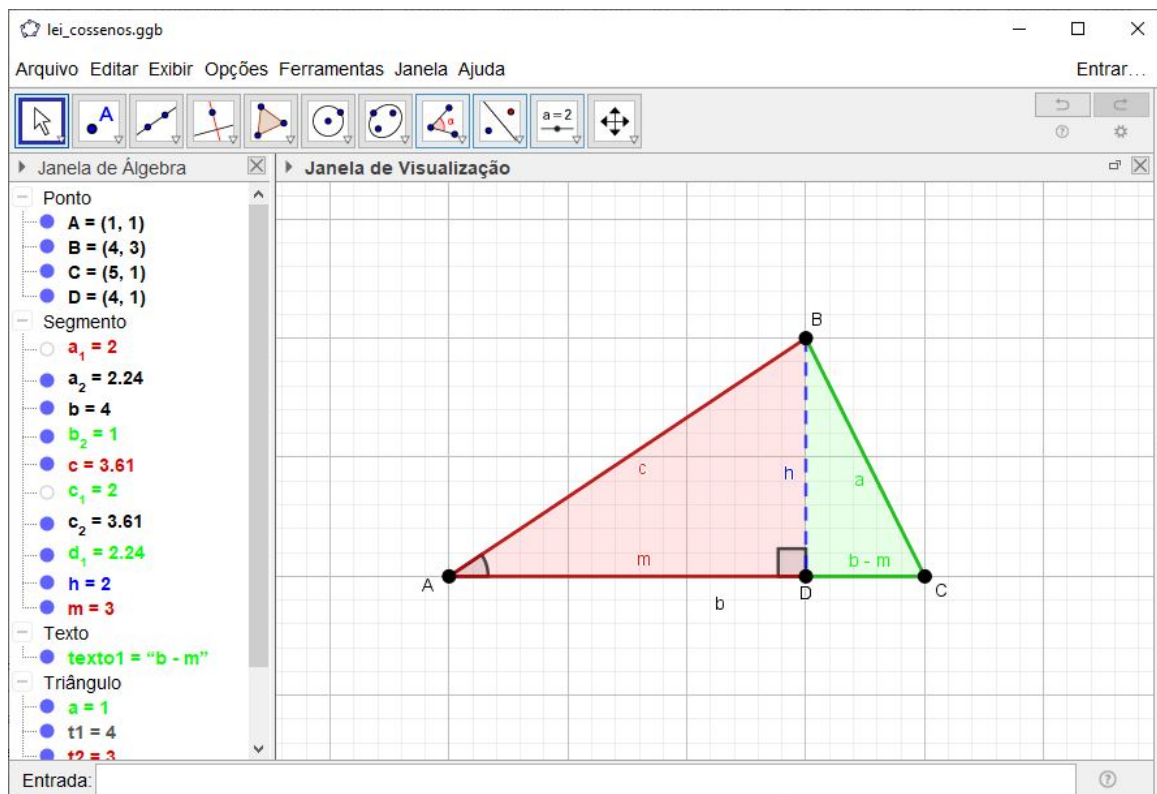 lei_cossenos.ggb
Arquivo Editar Exibir Opções Ferramentas Janela Ajuda Entrar...
A α a=2
Janela de Álgebra
Janela de Visualização
Ponto
A = (1, 1)
B = (4, 3)
C = (5, 1)
D = (4, 1)
Segmento
a₁ = 2
a₂ = 2.24
b = 4
b₂ = 1
c = 3.61
c₁ = 2
c₂ = 3.61
d₁ = 2.24
h = 2
m = 3
Texto
texto1 = “b - m”
Triângulo
a = 1
t1 = 4
t2 = 3
B
c
h
a
m
b - m
A
D
C
b
Entrada: